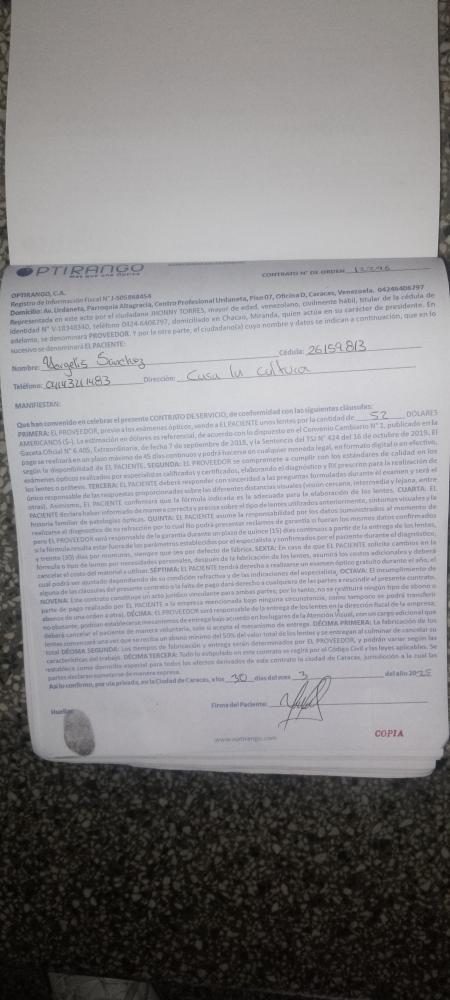 OPTIRANGO
CONTRATO N° DE ORDEN 13296
OPTIRANGO, C.A.
Registro de Información Fiscal N° J-505868454
Domicilio: Av. Urdaneta, Parroquia Altagracia, Centro Profesional Urdaneta, Piso 07, Oficina D, Caracas, Venezuela. 04246406797
Representada en este acto por el ciudadano JHONNY TORRES, mayor de edad, venezolano, civilmente hábil, titular de la cédula de
identidad N° V-18348340, teléfono 0424-6406797, domiciliado en Chacao, Miranda, quien actúa en su carácter de presidente. En
adelante, se denominará PROVEEDOR. Y por la otra parte, el ciudadano(a) cuyo nombre y datos se indican a continuación, que en lo
sucesivo se denominará EL PACIENTE:
Nombre: Yorgelis Sanchez Cédula: 26159813
Teléfono: Dirección: Casa la cultura
MANIFIESTAN:
Que han convenido en celebrar el presente CONTRATO DE SERVICIO, de conformidad con las siguientes cláusulas:
PRIMERA: EL PROVEEDOR, previo a los exámenes ópticos, vende a EL PACIENTE unos lentes por la cantidad de 52 DÓLARES
AMERICANOS ($-). La estimación en dólares es referencial, de acuerdo con lo dispuesto en el Convenio Cambiario N° 1, publicado en la
Gaceta Oficial N° 6.405, Extraordinaria, de fecha 7 de septiembre de 2018, y la Sentencia del TSJ N° 424 del 16 de octubre de 2019. El
pago se realizará en un plazo máximo de 45 días continuos y podrá hacerse en cualquier moneda legal, en formato digital o en efectivo,
según la disponibilidad de EL PACIENTE. SEGUNDA: EL PROVEEDOR se compromete a cumplir con los estándares de calidad en los
exámenes ópticos realizados por especialistas calificados y certificados, elaborando el diagnóstico y RX prescrito para la realización de
los lentes o prótesis. TERCERA: EL PACIENTE deberá responder con sinceridad a las preguntas formuladas durante el examen y será el
único responsable de las respuestas proporcionadas sobre las diferentes distancias visuales (visión cercana, intermedia y lejana, entre
otras). Asimismo, EL PACIENTE confirmará que la fórmula indicada es la adecuada para la elaboración de los lentes. CUARTA: EL
PACIENTE declara haber informado de manera correcta y precisa sobre el tipo de lentes utilizados anteriormente, síntomas visuales y la
historia familiar de patologías ópticas. QUINTA: EL PACIENTE asume la responsabilidad por los datos suministrados al momento de
realizarse el diagnóstico de su refracción por lo cual No podrá presentar reclamos de garantía si fueran los mismos datos confirmados
pero EL PROVEEDOR será responsable de la garantía durante un plazo de quince (15) días continuos a partir de la entrega de los lentes,
si la fórmula resulta estar fuera de los parámetros establecidos por el especialista y confirmados por el paciente durante el diagnóstico,
y treinta (30) días por monturas, siempre que sea por defecto de fábrica. SEXTA: En caso de que EL PACIENTE solicite cambios en la
fórmula o tipo de lentes por necesidades personales, después de la fabricación de los lentes, asumirá los costos adicionales y deberá
cancelar el costo del material a utilizar. SÉPTIMA: EL PACIENTE tendrá derecho a realizarse un examen óptico gratuito durante el año, el
cual podrá ser ajustado dependiendo de su condición refractiva y de las indicaciones del especialista. OCTAVA: El incumplimiento de
alguna de las cláusulas del presente contrato o la falta de pago dará derecho a cualquiera de las partes a rescindir el presente contrato.
NOVENA: Este contrato constituye un acto jurídico vinculante para ambas partes; por lo tanto, no se restituirá ningún tipo de abono o
parte de pago realizado por EL PACIENTE a la empresa mencionada bajo ninguna circunstancia, como tampoco se podrá transferir
abonos de una orden a otra). DÉCIMA: EL PROVEEDOR será responsable de la entrega de los lentes en la dirección fiscal de la empresa;
no obstante, podrían establecerse mecanismos de entrega bajo acuerdo en los lugares de la Atención Visual, con un cargo adicional que
deberá cancelar el paciente de manera voluntaria, solo si acepta el mecanismo de entrega. DÉCIMA PRIMERA: La fabricación de los
lentes comenzará una vez que se reciba un abono mínimo del 50% del valor total de los lentes y se entregan al culminar de cancelar su
total DÉCIMA SEGUNDA: Los tiempos de fabricación y entrega serán determinados por EL PROVEEDOR, y podrán variar según las
características del trabajo. DÉCIMA TERCERA: Todo lo estipulado en este contrato se regirá por el Código Civil y las leyes aplicables. Se
establece como domicilio especial para todos los efectos derivados de este contrato la ciudad de Caracas, jurisdicción a la cual las
partes declaran someterse de manera expresa.
Así lo confirmo, por vía privada, en la Ciudad de Caracas, a los 30 días del mes 3 del año 2025
Firma del Paciente:
Huellas:
www.optirango.com
COPIA